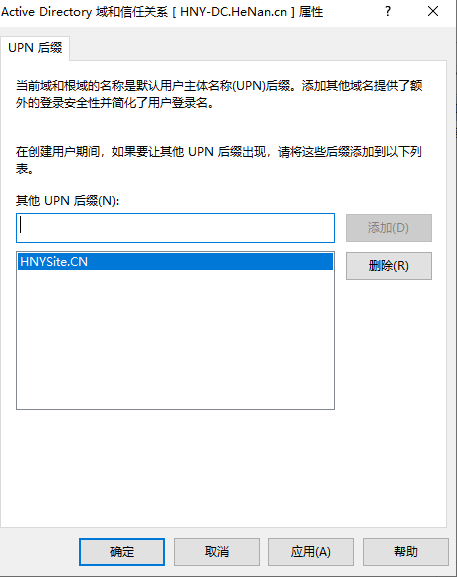 Active Directory 域和信任关系 [ HNY-DC.HeNan.cn ] 属性
?
UPN 后缀
当前域和根域的名称是默认用户主体名称(UPN)后缀。添加其他域名提供了额
外的登录安全性并简化了用户登录名。
在创建用户期间，如果要让其他 UPN 后缀出现，请将这些后缀添加到以下列
表。
其他 UPN 后缀(N):
添加(D)
HNYSite.CN
删除(R)
确定
取消
应用(A)
帮助